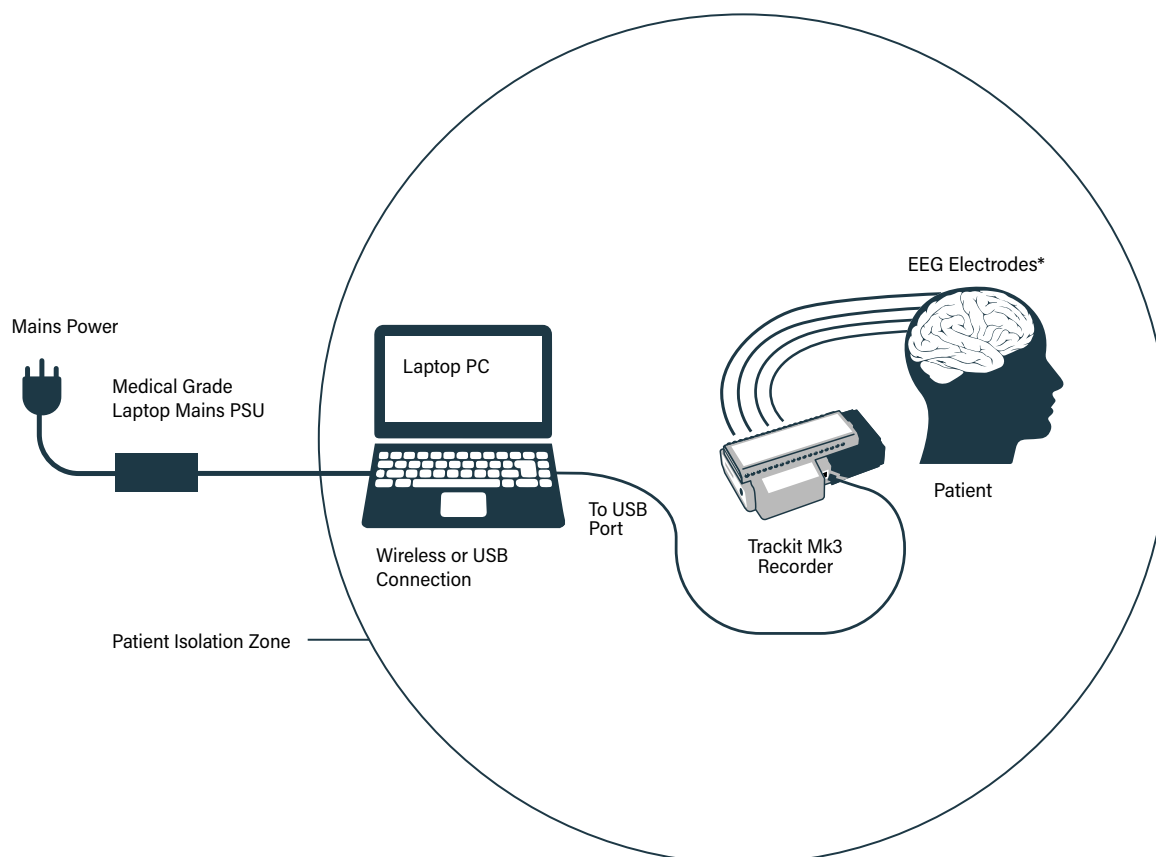 EEG Electrodes*
Mains Power
Medical Grade
Laptop Mains PSU
Laptop PC
Patient
To USB
Port
Trackit Mk3
Recorder
Wireless or USB
Connection
Patient Isolation Zone